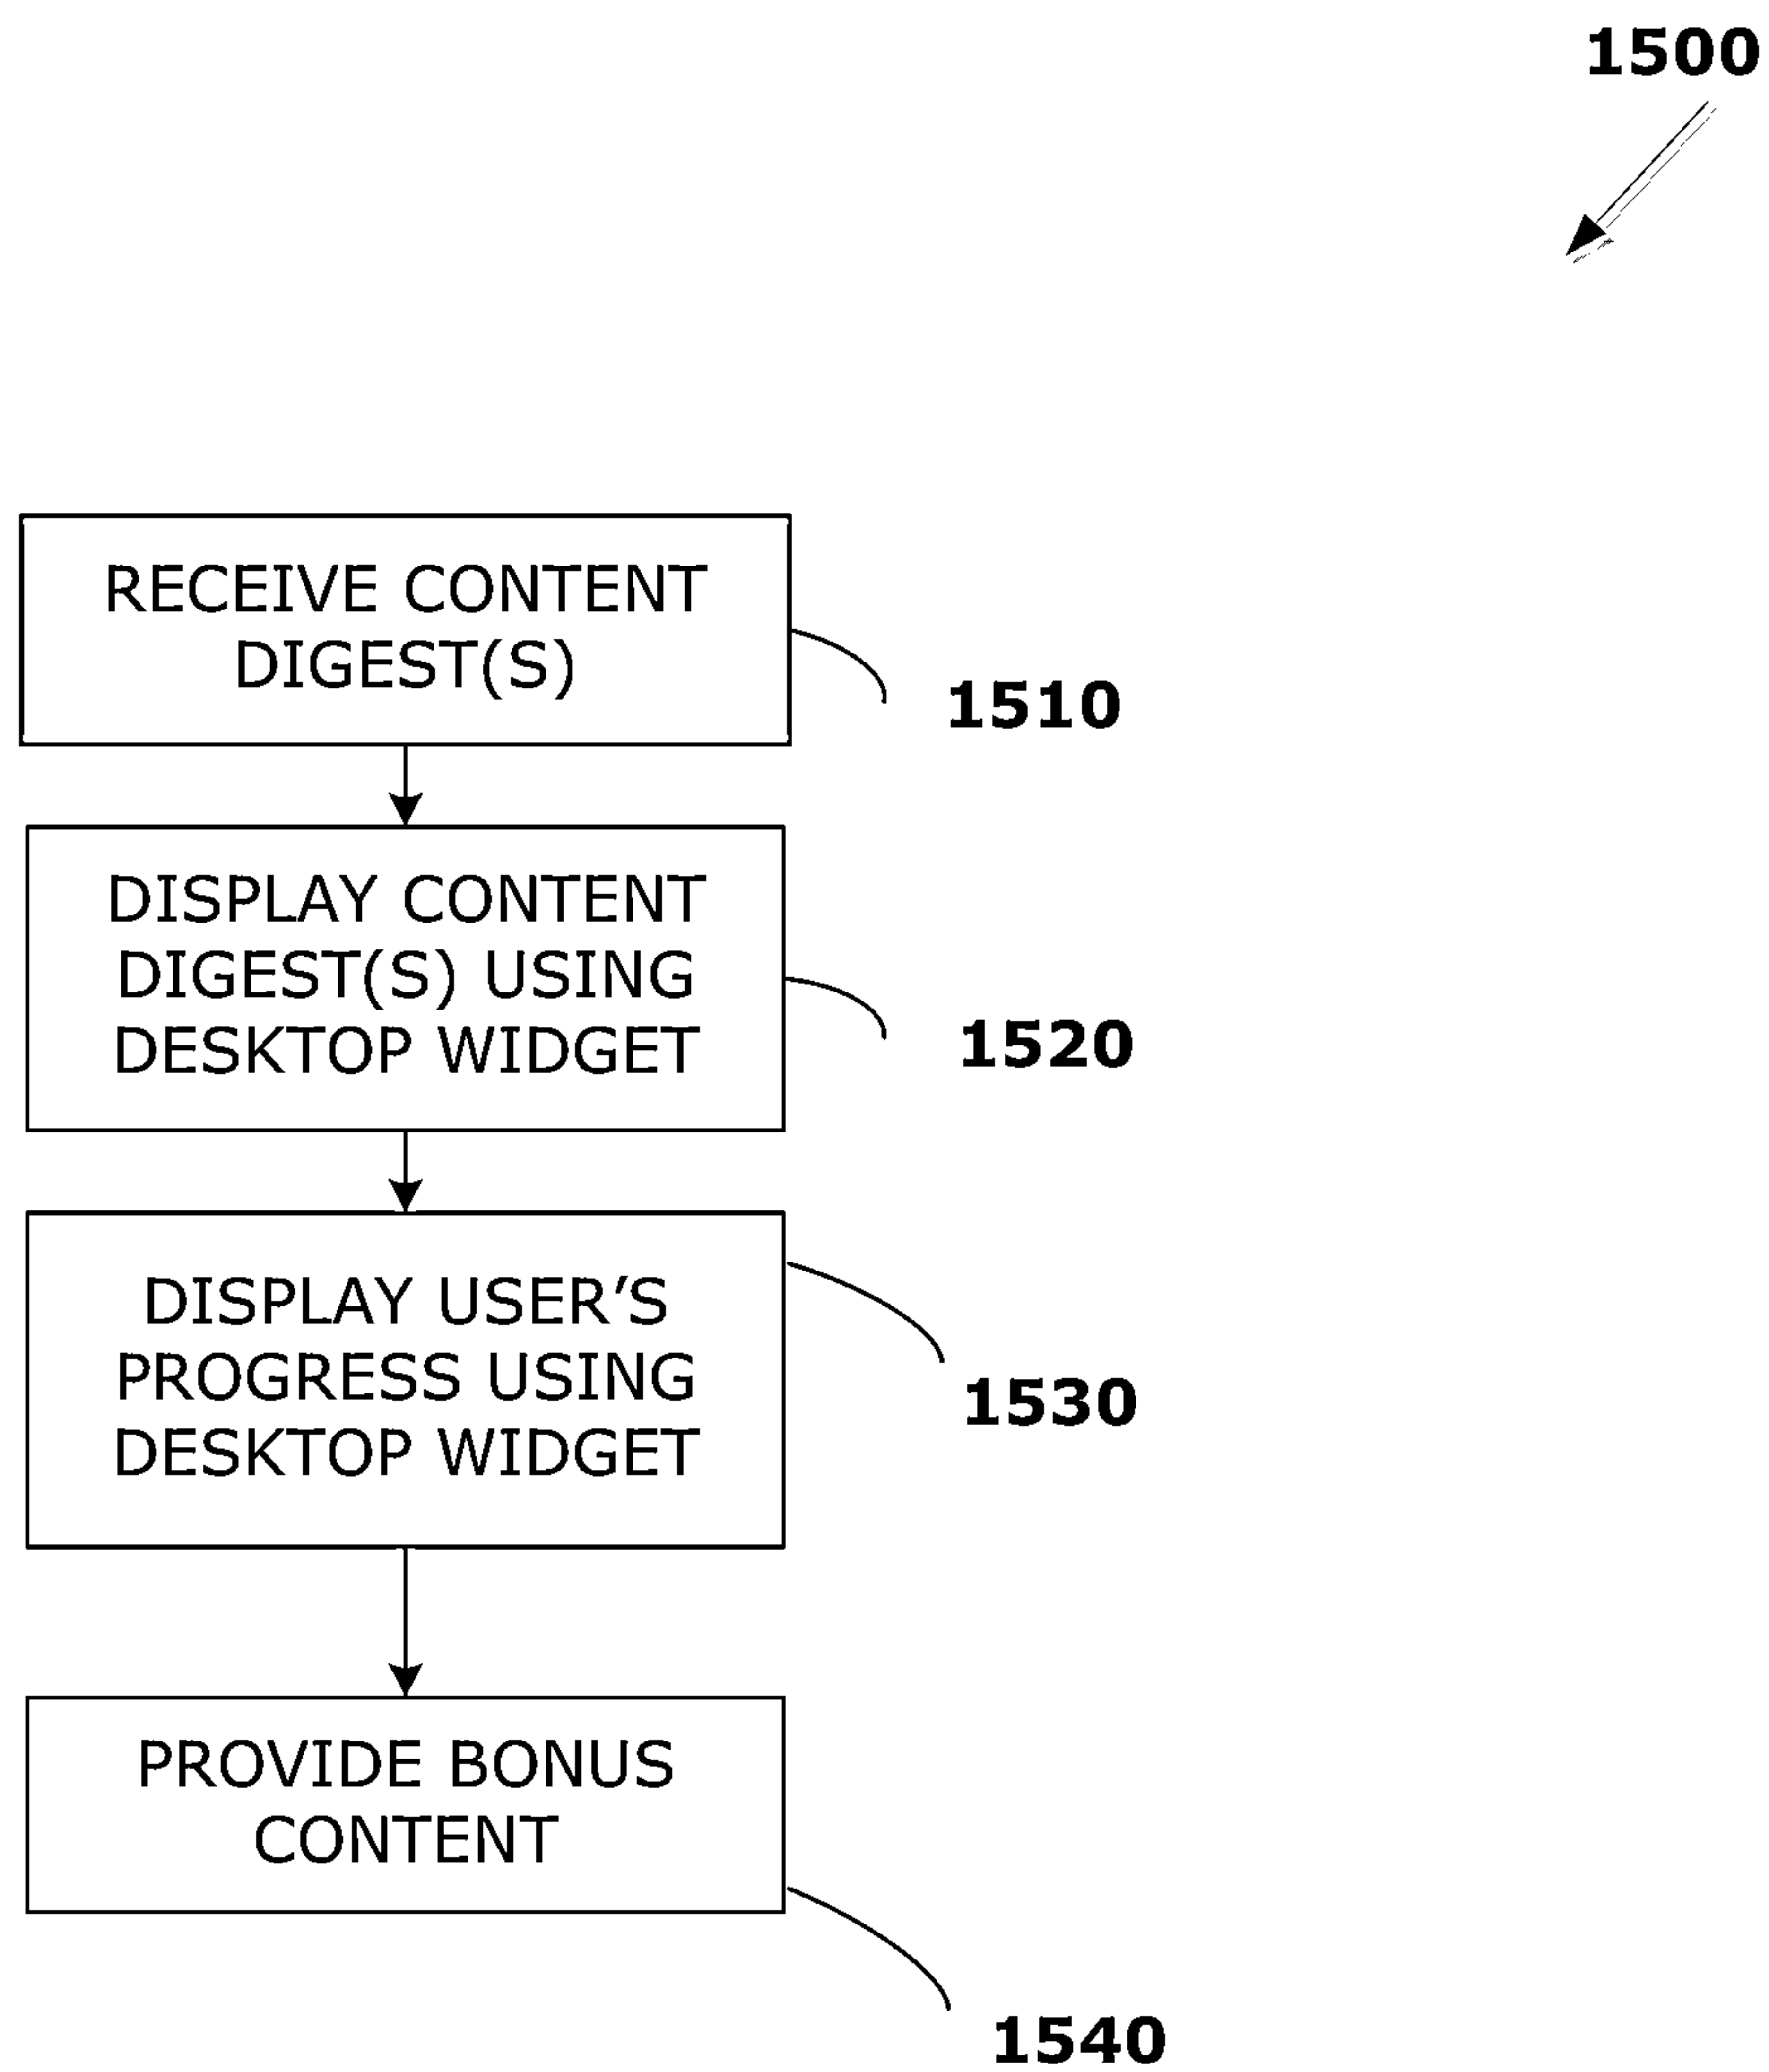 1500
RECEIVE CONTENT
DIGEST(S)
1510
DISPLAY CONTENT
DIGEST(S) USING
DESKTOP WIDGET
1520
DISPLAY USER'S
PROGRESS USING
DESKTOP WIDGET
1530
PROVIDE BONUS
CONTENT
1540